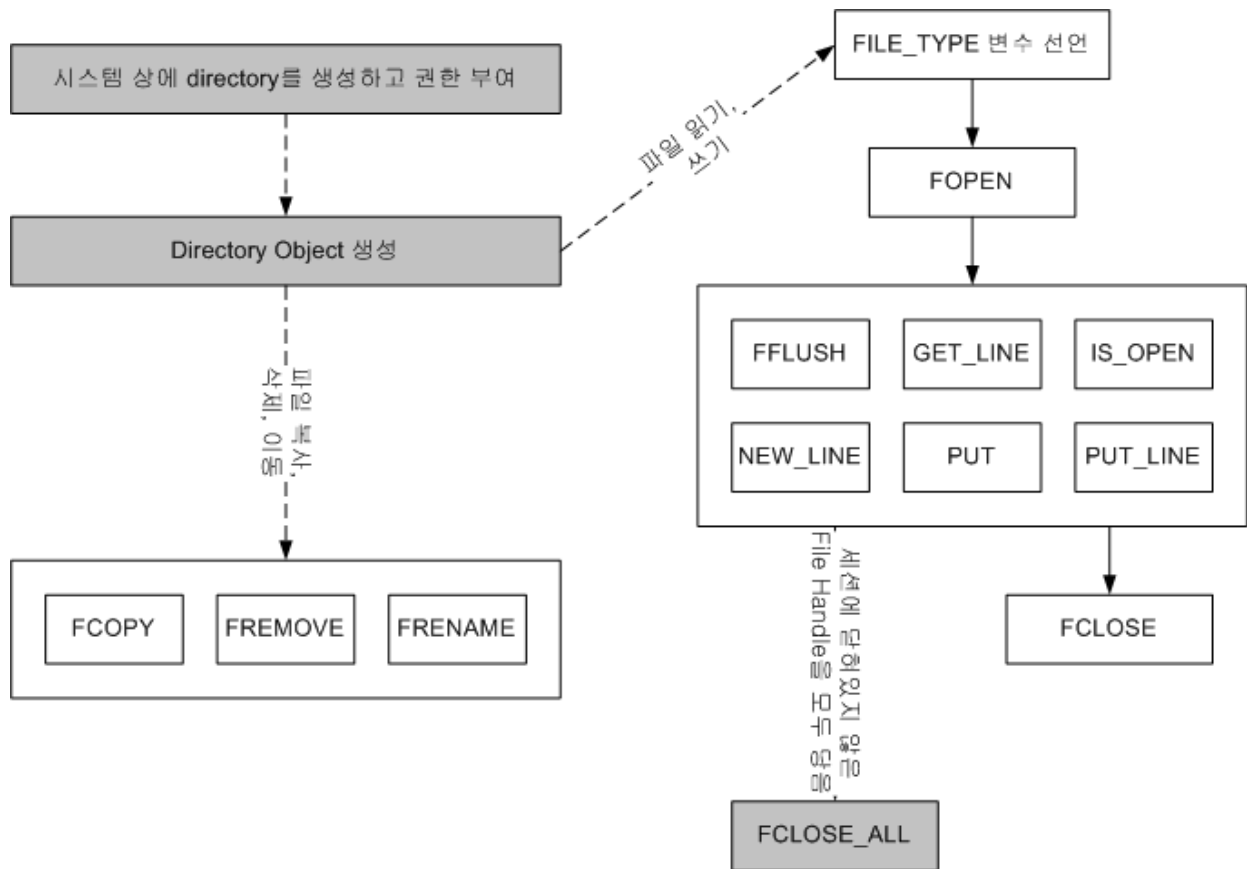 시스템 상에 directory를 생성하고 권한 부여
Directory Object 생성
파일 복사,
삭제, 이동
FCOPY
FREMOVE
FRENAME
파일 읽기,
쓰기
FILE_TYPE 변수 선언
FOPEN
FFLUSH
GET_LINE
IS_OPEN
NEW_LINE
PUT
PUT_LINE
세션에 닫혀있지 않은
File Handle을 모두 닫음
FCLOSE
FCLOSE_ALL